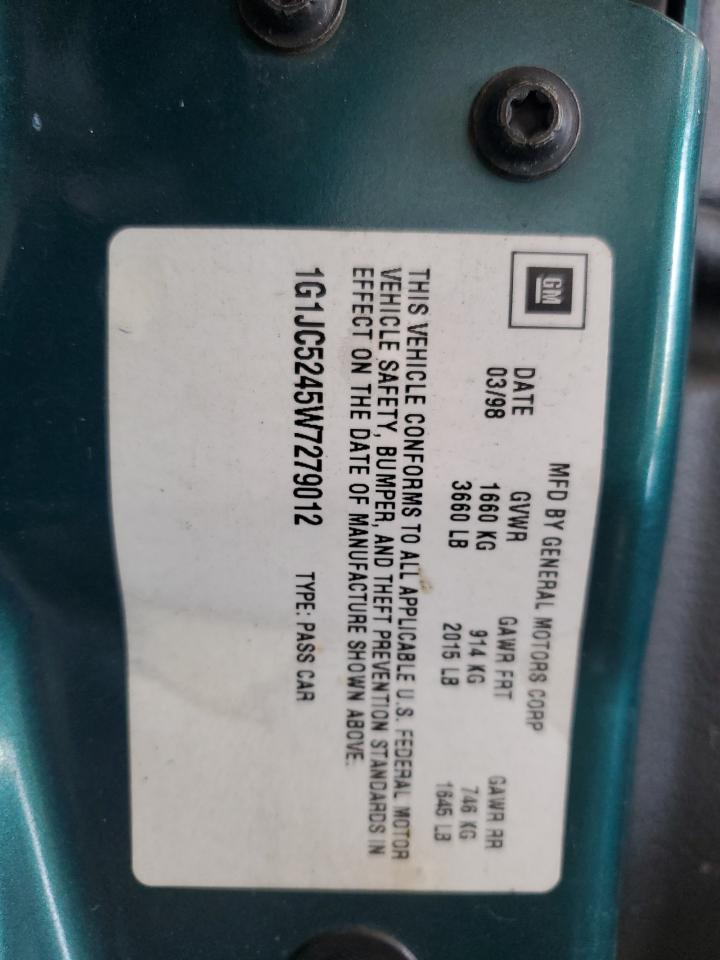 GM
MFD BY GENERAL MOTORS CORP
DATE GVWR GAWR FRT GAWR RR
03/98 1660 KG 914 KG 746 KG
3660 LB 2015 LB 1645 LB
THIS VEHICLE CONFORMS TO ALL APPLICABLE U.S. FEDERAL MOTOR
VEHICLE SAFETY, BUMPER, AND THEFT PREVENTION STANDARDS IN
EFFECT ON THE DATE OF MANUFACTURE SHOWN ABOVE.
1G1JC5245W7279012 TYPE: PASS CAR